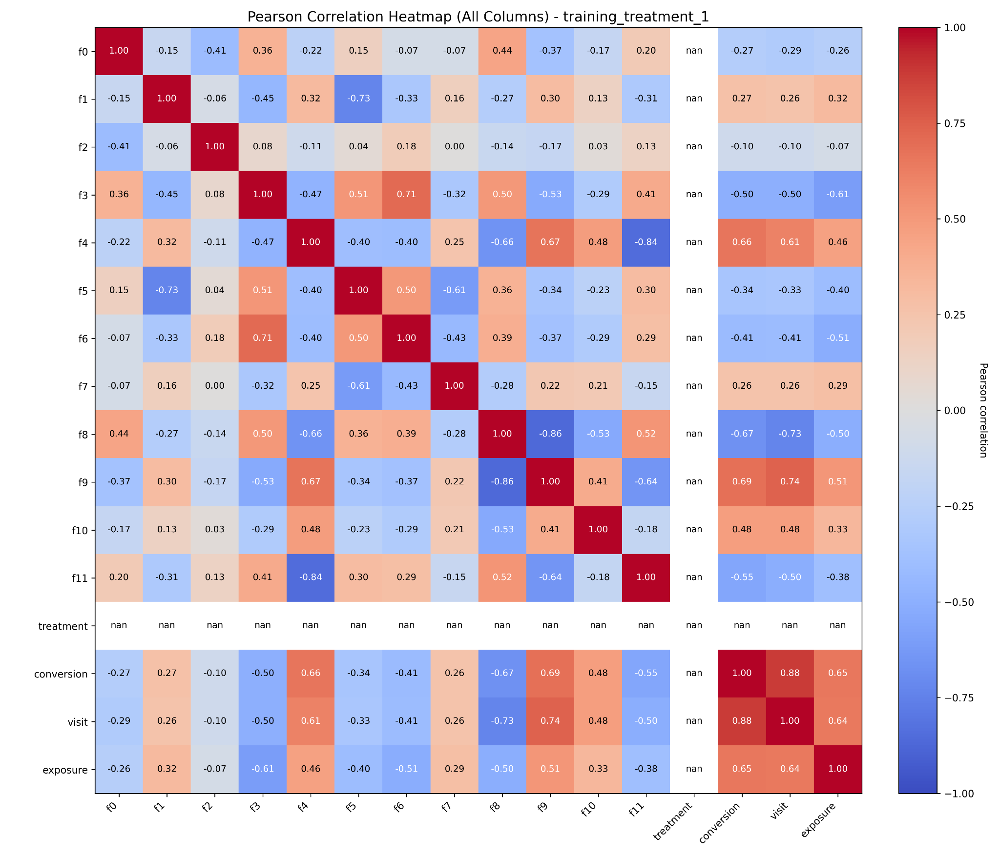 Pearson Correlation Heatmap (All Columns) - training_treatment_1
f0 1.00 -0.15 -0.41 0.36 -0.22 0.15 -0.07 -0.07 0.44 -0.37 -0.17 0.20 nan -0.27 -0.29 -0.26
f1 -0.15 1.00 -0.06 -0.45 0.32 -0.73 -0.33 0.16 -0.27 0.30 0.13 -0.31 nan 0.27 0.26 0.32
f2 -0.41 -0.06 1.00 0.08 -0.11 0.04 0.18 0.00 -0.14 -0.17 0.03 0.13 nan -0.10 -0.10 -0.07
f3 0.36 -0.45 0.08 1.00 -0.47 0.51 0.71 -0.32 0.50 -0.53 -0.29 0.41 nan -0.50 -0.50 -0.61
f4 -0.22 0.32 -0.11 -0.47 1.00 -0.40 -0.40 0.25 -0.66 0.67 0.48 -0.84 nan 0.66 0.61 0.46
f5 0.15 -0.73 0.04 0.51 -0.40 1.00 0.50 -0.61 0.36 -0.34 -0.23 0.30 nan -0.34 -0.33 -0.40
f6 -0.07 -0.33 0.18 0.71 -0.40 0.50 1.00 -0.43 0.39 -0.37 -0.29 0.29 nan -0.41 -0.41 -0.51
f7 -0.07 0.16 0.00 -0.32 0.25 -0.61 -0.43 1.00 -0.28 0.22 0.21 -0.15 nan 0.26 0.26 0.29
f8 0.44 -0.27 -0.14 0.50 -0.66 0.36 0.39 -0.28 1.00 -0.86 -0.53 0.52 nan -0.67 -0.73 -0.50
f9 -0.37 0.30 -0.17 -0.53 0.67 -0.34 -0.37 0.22 -0.86 1.00 0.41 -0.64 nan 0.69 0.74 0.51
f10 -0.17 0.13 0.03 -0.29 0.48 -0.23 -0.29 0.21 -0.53 0.41 1.00 -0.18 nan 0.48 0.48 0.33
f11 0.20 -0.31 0.13 0.41 -0.84 0.30 0.29 -0.15 0.52 -0.64 -0.18 1.00 nan -0.55 -0.50 -0.38
treatment nan nan nan nan nan nan nan nan nan nan nan nan nan nan nan nan
conversion -0.27 0.27 -0.10 -0.50 0.66 -0.34 -0.41 0.26 -0.67 0.69 0.48 -0.55 nan 1.00 0.88 0.65
visit -0.29 0.26 -0.10 -0.50 0.61 -0.33 -0.41 0.26 -0.73 0.74 0.48 -0.50 nan 0.88 1.00 0.64
exposure -0.26 0.32 -0.07 -0.61 0.46 -0.40 -0.51 0.29 -0.50 0.51 0.33 -0.38 nan 0.65 0.64 1.00
f0 f1 f2 f3 f4 f5 f6 f7 f8 f9 f10 f11 treatment conversion visit exposure
1.00
0.75
0.50
0.25
0.00
−0.25
−0.50
−0.75
−1.00
Pearson correlation